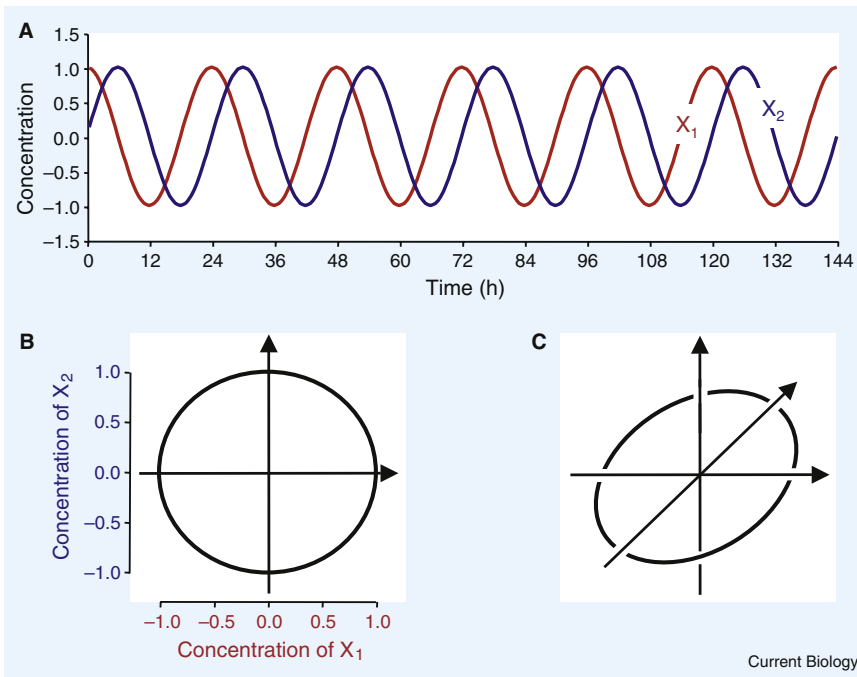 A
1.5
1.0
0.5
0.0
−0.5
−1.0
−1.5
Concentration
X1
X2
0 12 24 36 48 60 72 84 96 108 120 132 144
Time (h)
B
Concentration of X2
1.0
0.5
0.0
−0.5
−1.0
−1.0 −0.5 0.0 0.5 1.0
Concentration of X1
C
Current Biology